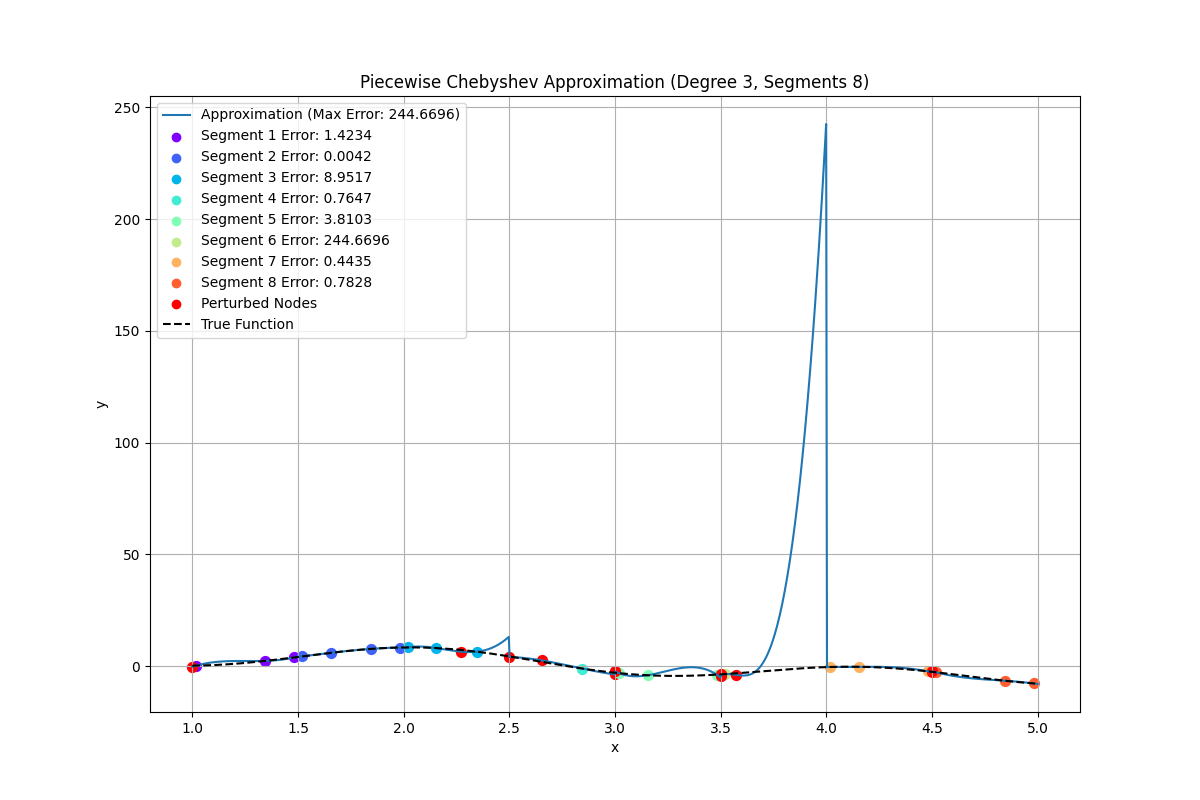 Piecewise Chebyshev Approximation (Degree 3, Segments 8)
Approximation (Max Error: 244.6696)
Segment 1 Error: 1.4234
Segment 2 Error: 0.0042
Segment 3 Error: 8.9517
Segment 4 Error: 0.7647
Segment 5 Error: 3.8103
Segment 6 Error: 244.6696
Segment 7 Error: 0.4435
Segment 8 Error: 0.7828
Perturbed Nodes
True Function
250
200
150
100
50
0
y
1.0 1.5 2.0 2.5 3.0 3.5 4.0 4.5 5.0
x